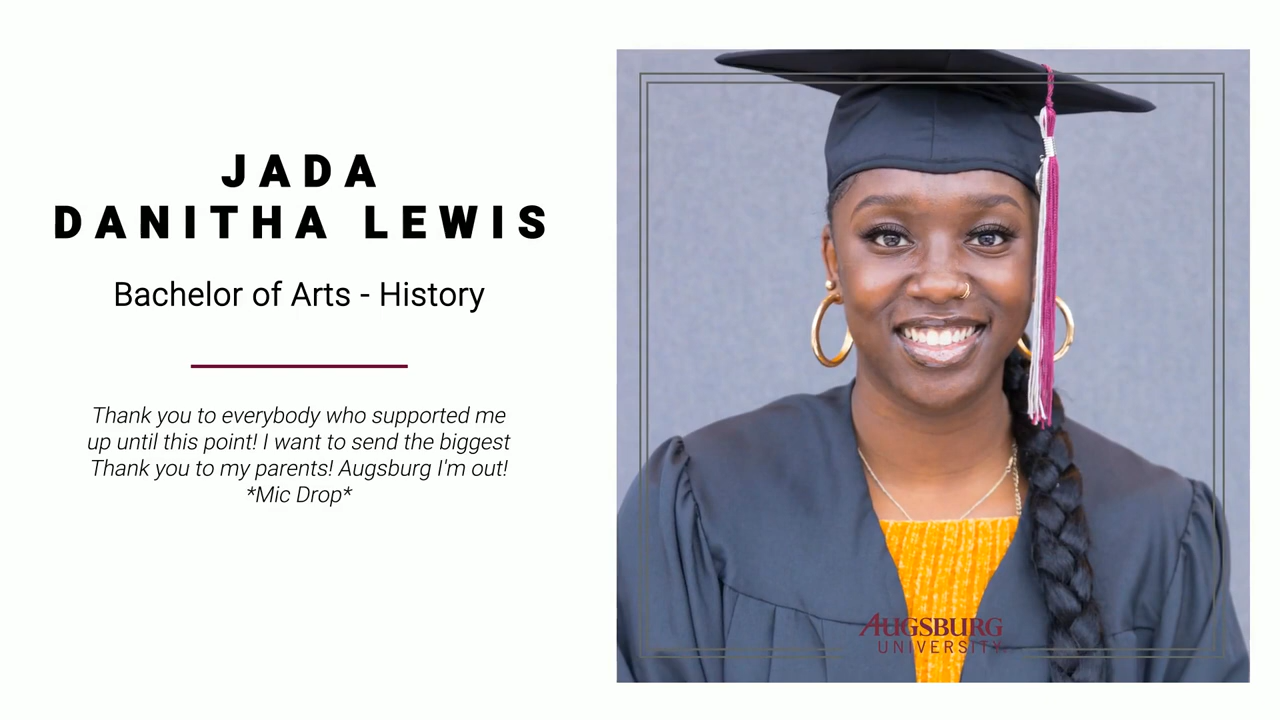 JADA
DANITHA LEWIS
Bachelor of Arts - History
Thank you to everybody who supported me
up until this point! I want to send the biggest
Thank you to my parents! Augsburg I'm out!
*Mic Drop*
AUGSBURG
UNIVERSITY